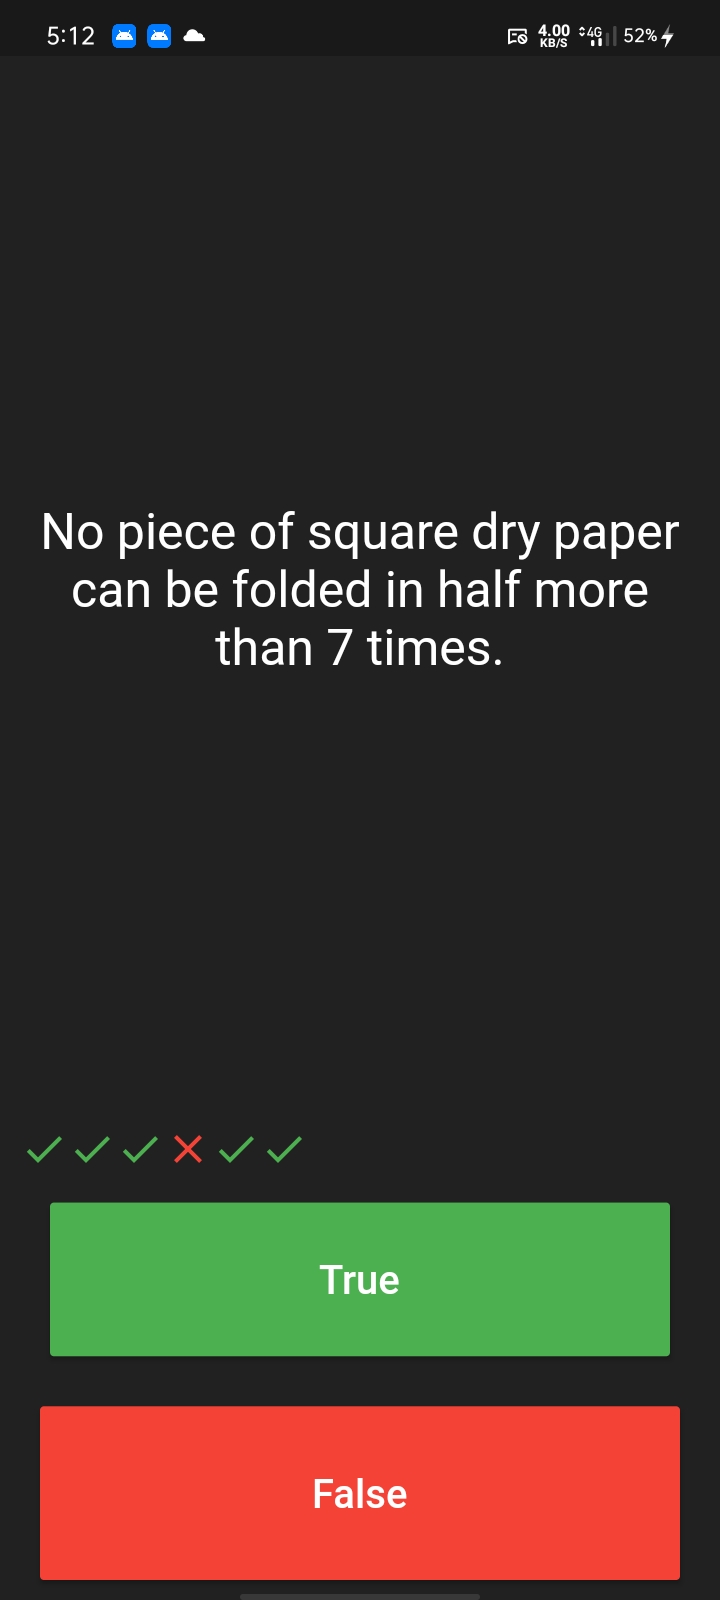 5:12
4.00
KB/S
4G
52%
No piece of square dry paper
can be folded in half more
than 7 times.
True
False